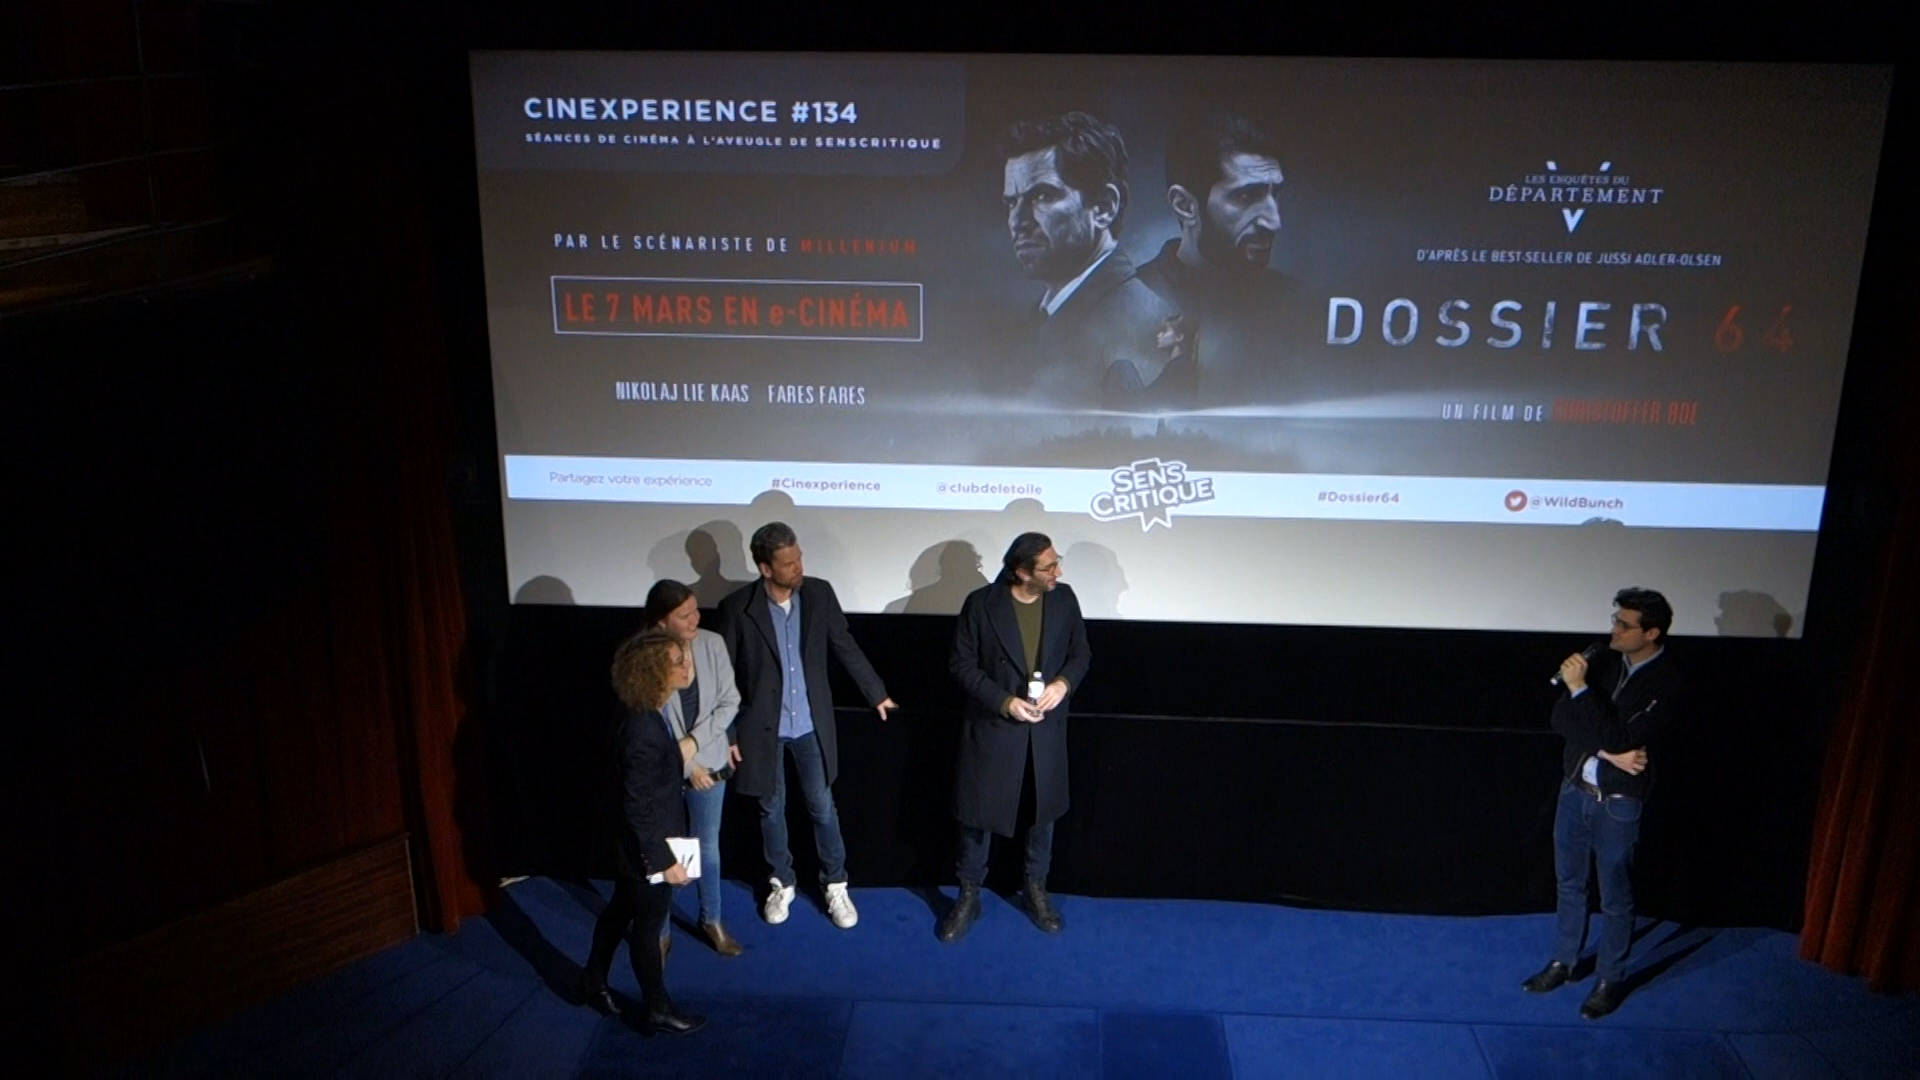 CINEXPERIENCE #134
SÉANCES DE CINÉMA À L'AVEUGLE DE SENSCRITIQUE
PAR LE SCÉNARISTE DE MILLENIUM
LE 7 MARS EN e-CINÉMA
NIKOLAJ LIE KAAS FARES FARES
LES ENQUÊTES DU
DÉPARTEMENT
V
D'APRÈS LE BEST-SELLER DE JUSSI ADLER-OLSEN
DOSSIER 64
UN FILM DE CHRISTOFFER BOE
Partagez votre expérience
#Cinexperience
@clubdeletoile
SENS
CRITIQUE
#Dossier64
@WildBunch